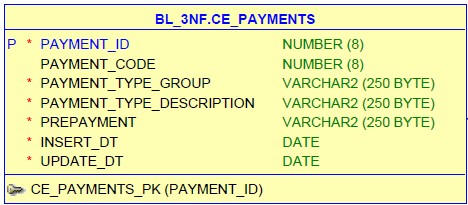 BL_3NF.CE_PAYMENTS
P * PAYMENT_ID NUMBER (8)
PAYMENT_CODE NUMBER (8)
* PAYMENT_TYPE_GROUP VARCHAR2 (250 BYTE)
* PAYMENT_TYPE_DESCRIPTION VARCHAR2 (250 BYTE)
* PREPAYMENT VARCHAR2 (250 BYTE)
* INSERT_DT DATE
* UPDATE_DT DATE
CE_PAYMENTS_PK (PAYMENT_ID)